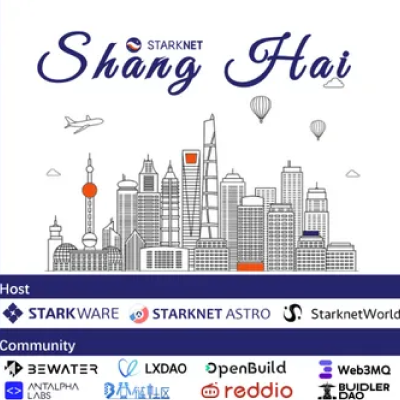 STARKNET
Shang Hai
Host
STARKWARE STARKNET ASTRO StarknetWorld
Community
BEWATER LXDAO OpenBuild Web3MQ
ANTALPHA LABS reddio BUIDLER DAO